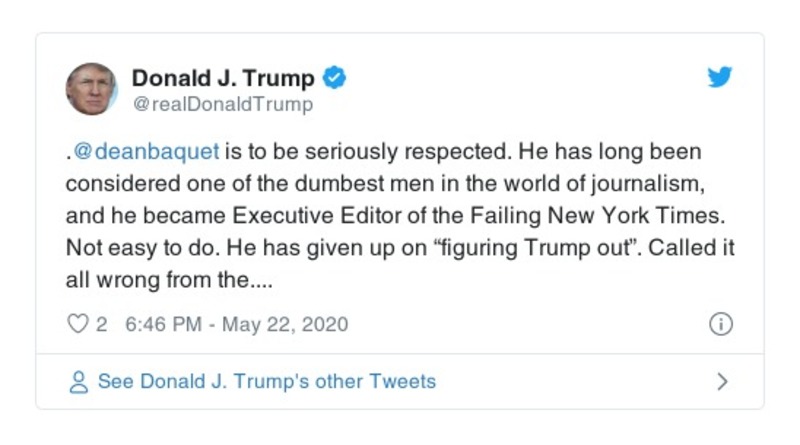 Donald J. Trump
@realDonaldTrump
.@deanbaquet is to be seriously respected. He has long been
considered one of the dumbest men in the world of journalism,
and he became Executive Editor of the Failing New York Times.
Not easy to do. He has given up on “figuring Trump out”. Called it
all wrong from the....
2 6:46 PM - May 22, 2020
See Donald J. Trump's other Tweets